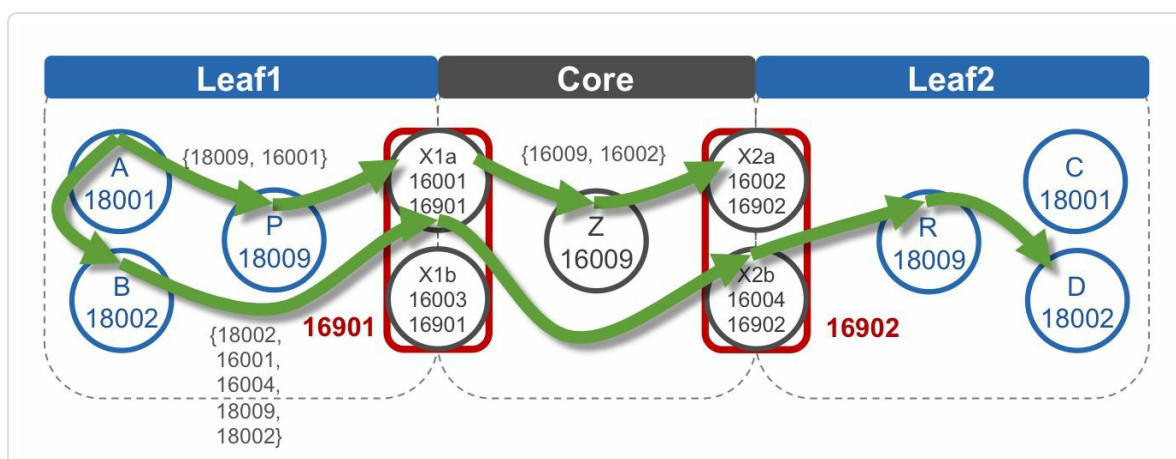 Leaf1
Core
Leaf2
A
18001
{18009, 16001}
P
18009
B
18002
{18002,
16001,
16004,
18009,
18002}
X1a
16001
16901
X1b
16003
16901
16901
{16009, 16002}
Z
16009
X2a
16002
16902
X2b
16004
16902
16902
R
18009
C
18001
D
18002